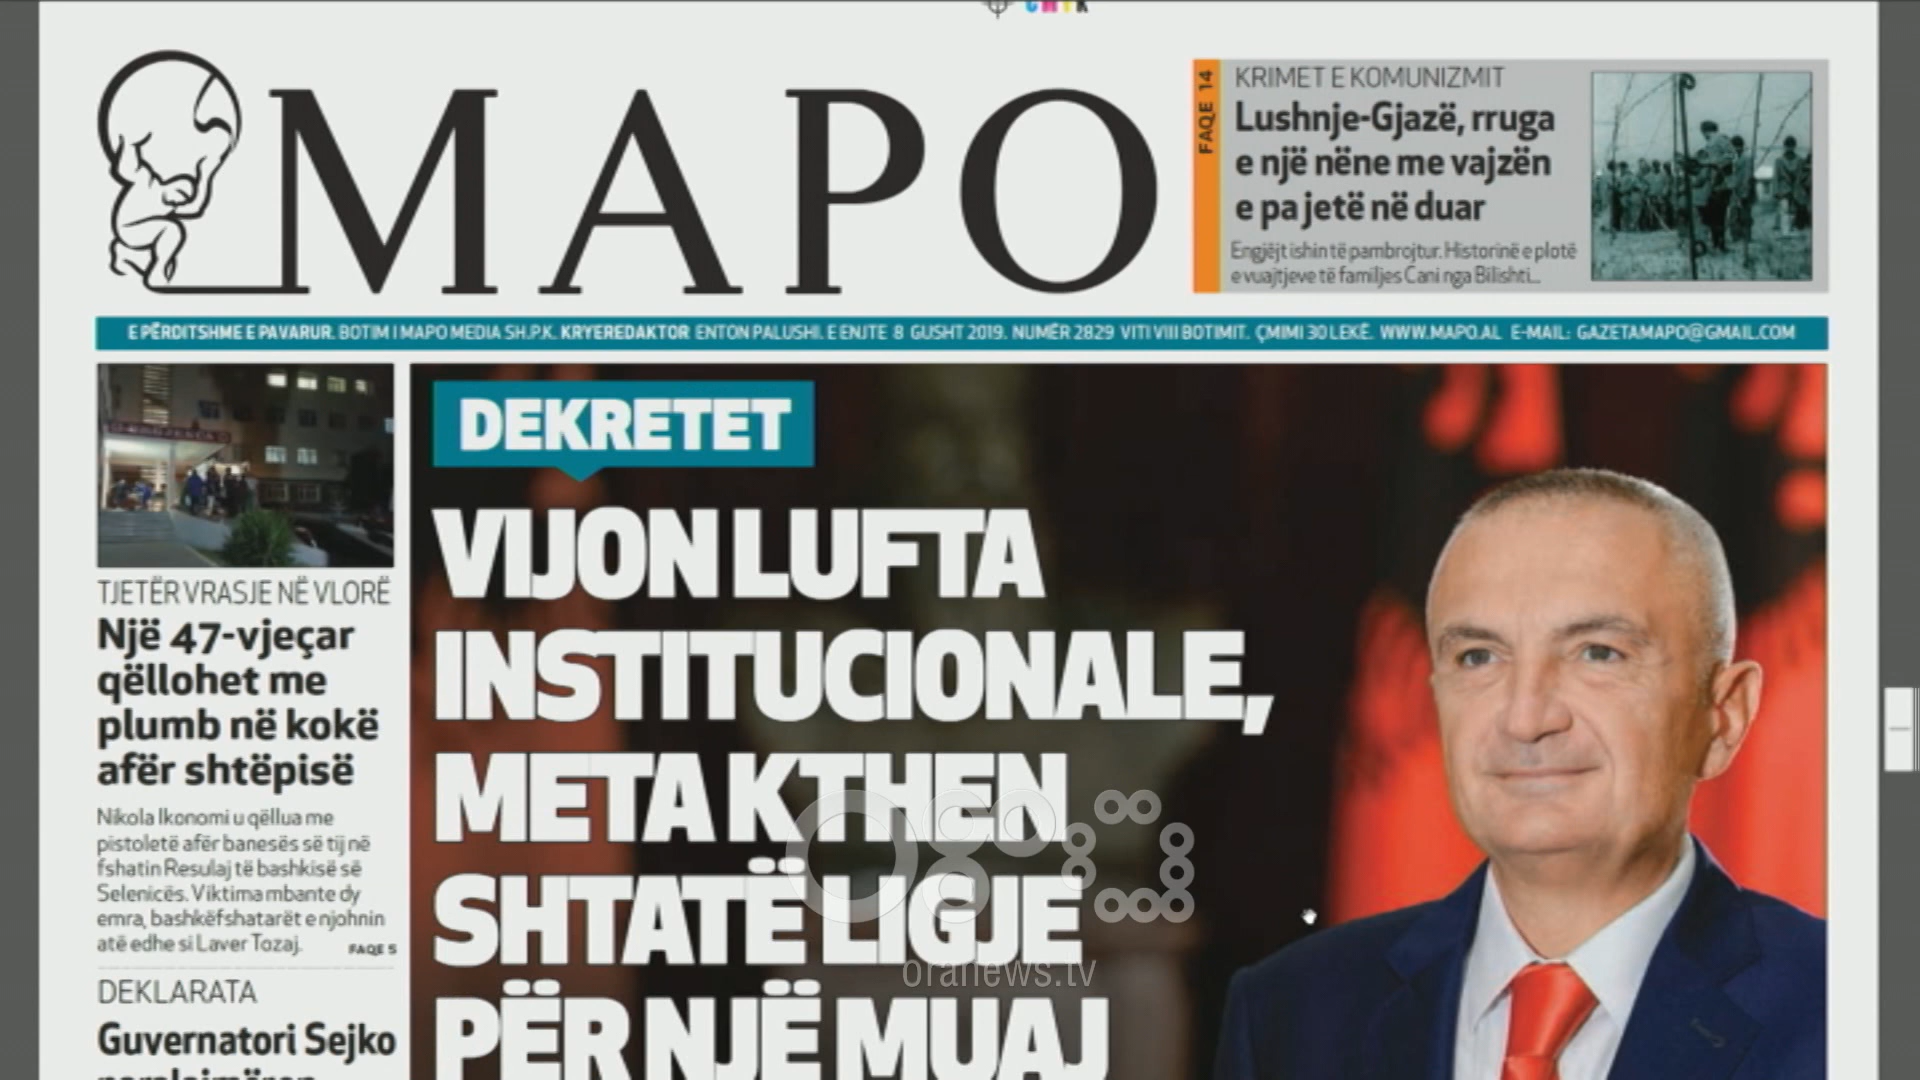 CMYK
MAPO
FAQE 14
KRIMET E KOMUNIZMIT
Lushnje-Gjazë, rruga
e një nëne me vajzën
e pa jetë në duar
Engjëjt ishin të pambrojtur. Historinë e plotë
e vuajtjeve të familjes Cani nga Bilishti...
E PËRDITSHME E PAVARUR. BOTIM I MAPO MEDIA SH.P.K. KRYEREDAKTOR ENTON PALUSHI. E ENJTE 8 GUSHT 2019. NUMËR 2829 VITI VIII BOTIMIT. ÇMIMI 30 LEKË. WWW.MAPO.AL E-MAIL: GAZETAMAPO@GMAIL.COM
TJETËR VRASJE NË VLORË
Një 47-vjeçar
qëllohet me
plumb në kokë
afër shtëpisë
Nikola Ikonomi u qëllua me
pistoletë afër banesës së tij në
fshatin Resulaj të bashkisë së
Selenicës. Viktima mbante dy
emra, bashkëfshatarët e njohnin
atë edhe si Laver Tozaj.
FAQE 5
DEKLARATA
Guvernatori Sejko
DEKRETET
VIJON LUFTA
INSTITUCIONALE,
META KTHEN
SHTATË LIGJE
PËR NJË MUAJ
oranews.tv